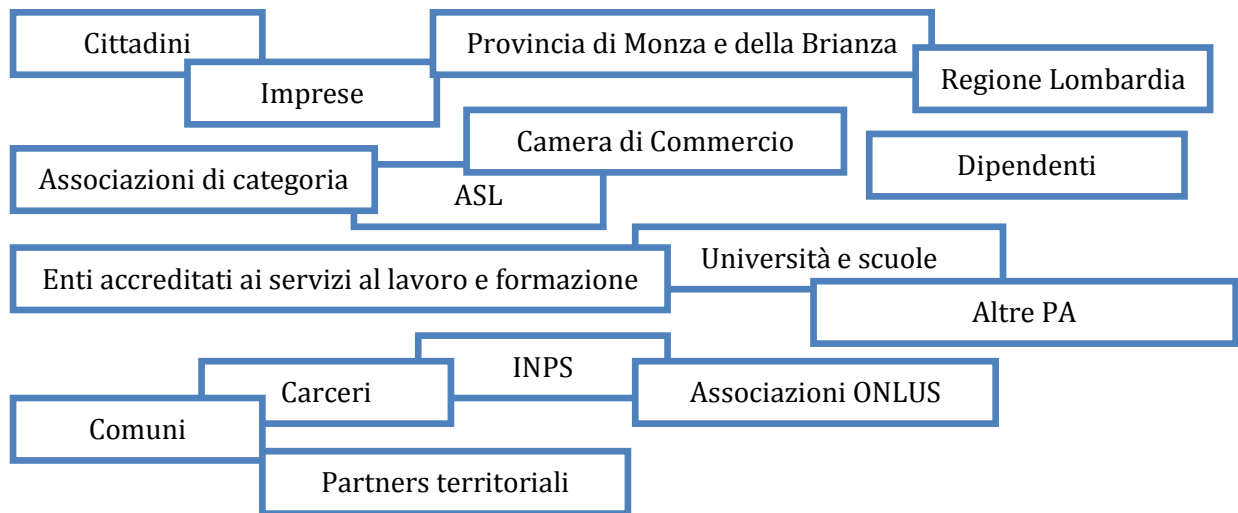 Cittadini
Provincia di Monza e della Brianza
Regione Lombardia
Imprese
Camera di Commercio
Dipendenti
Associazioni di categoria
ASL
Università e scuole
Enti accreditati ai servizi al lavoro e formazione
Altre PA
INPS
Carceri
Associazioni ONLUS
Comuni
Partners territoriali